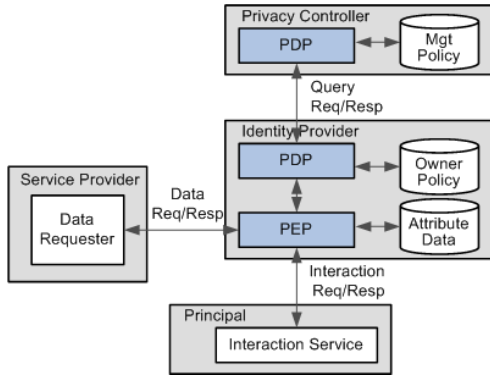 Privacy Controller
PDP
Mgt
Policy
Query
Req/Resp
Identity Provider
PDP
Owner
Policy
Service Provider
Data
Requester
Data
Req/Resp
PEP
Attribute
Data
Interaction
Req/Resp
Principal
Interaction Service